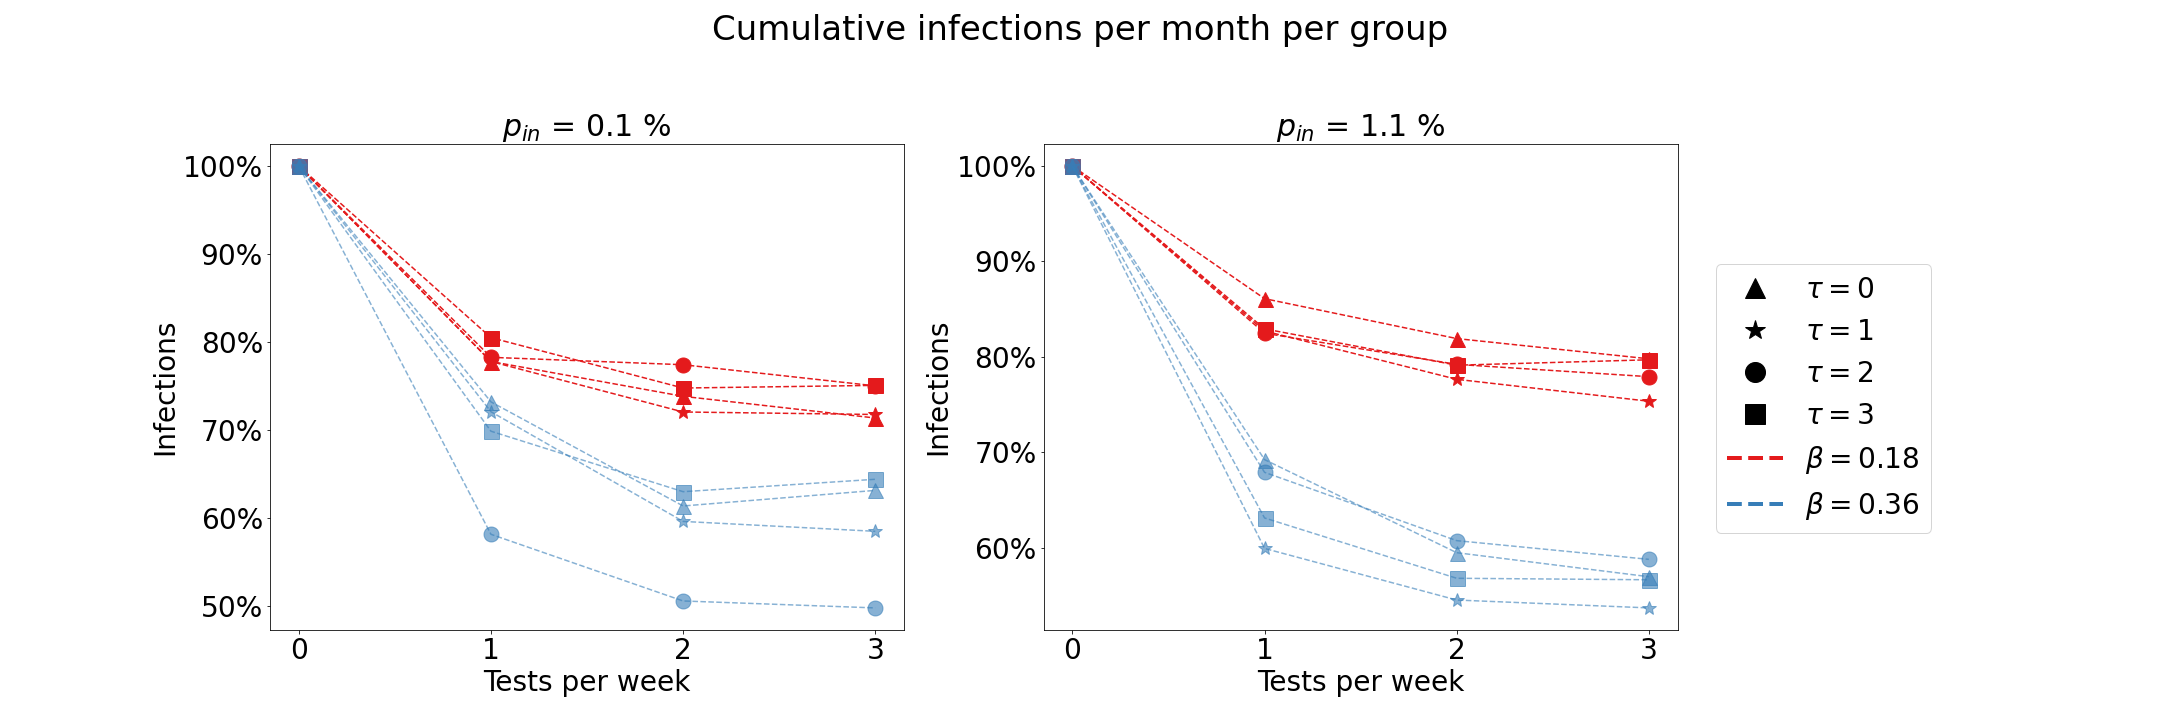 Cumulative infections per month per group
p_in = 0.1 %
Infections
100%
90%
80%
70%
60%
50%
0 1 2 3
Tests per week
p_in = 1.1 %
Infections
100%
90%
80%
70%
60%
0 1 2 3
Tests per week
τ = 0
τ = 1
τ = 2
τ = 3
β = 0.18
β = 0.36